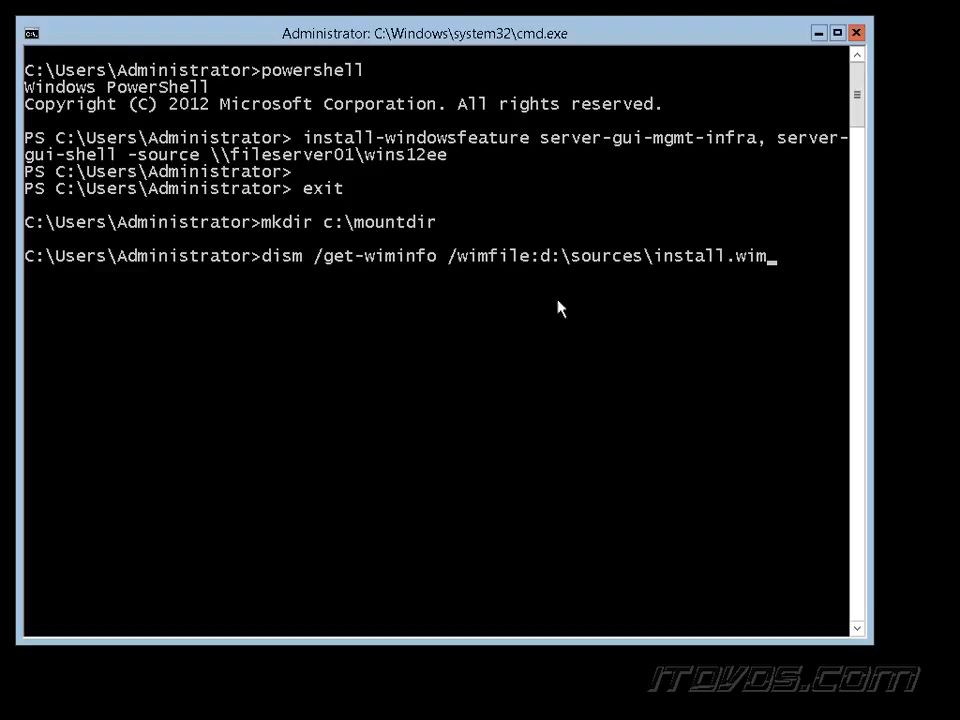 Administrator: C:\Windows\system32\cmd.exe
C:\Users\Administrator>powershell
Windows PowerShell
Copyright (C) 2012 Microsoft Corporation. All rights reserved.
PS C:\Users\Administrator> install-windowsfeature server-gui-mgmt-infra, server-
gui-shell -source \\fileserver01\wins12ee
PS C:\Users\Administrator>
PS C:\Users\Administrator> exit
C:\Users\Administrator>mkdir c:\mountdir
C:\Users\Administrator>dism /get-wiminfo /wimfile:d:\sources\install.wim_
ITDVDS.COM